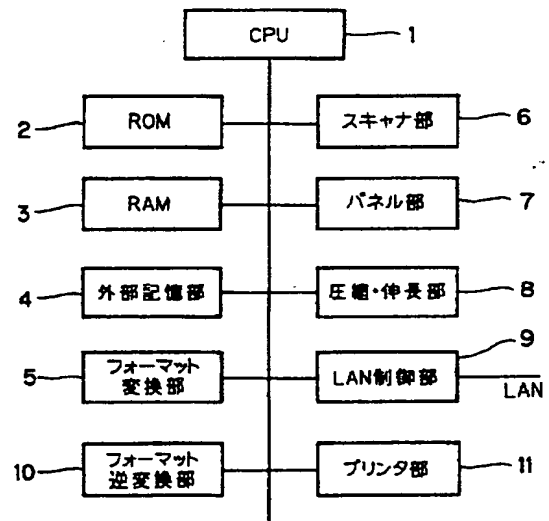 CPU
1
2
ROM
スキャナ部
6
3
RAM
パネル部
7
4
外部記憶部
圧縮・伸長部
8
5
フォーマット
変換部
LAN制御部
9
LAN
10
フォーマット
逆変換部
プリンタ部
11